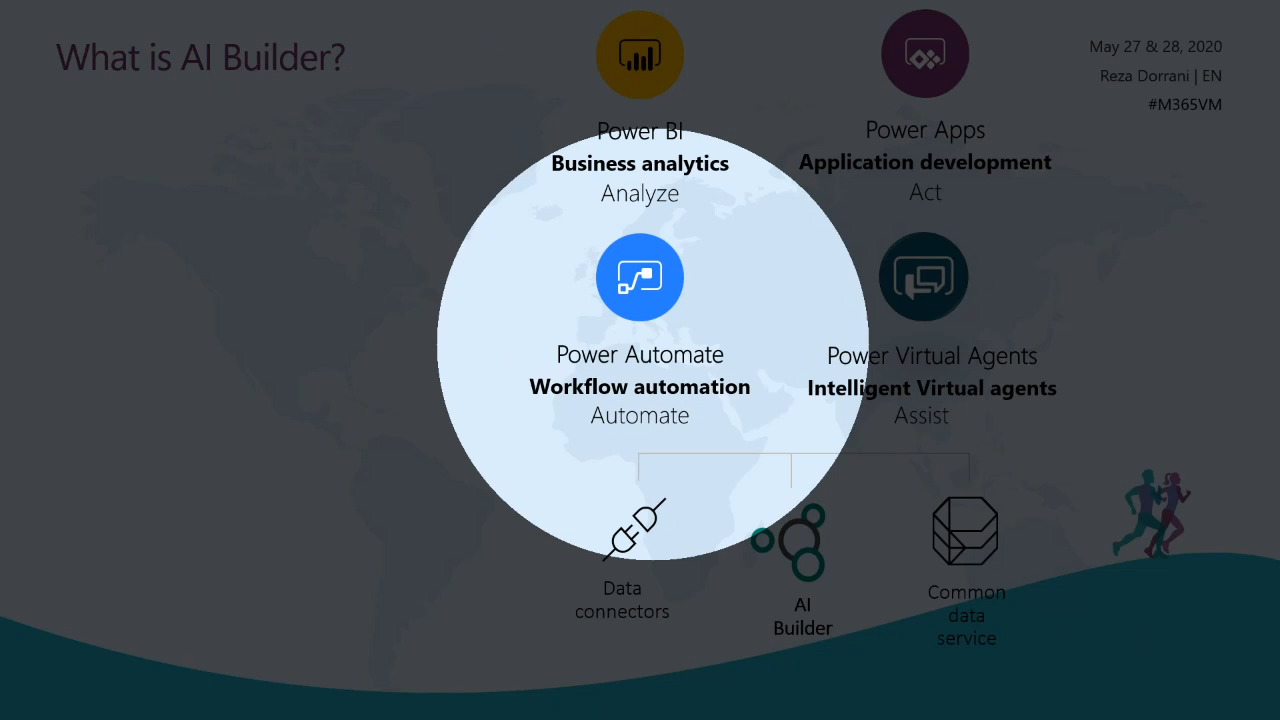 What is AI Builder?
May 27 & 28, 2020
Reza Dorrani | EN
#M365VM
Power BI
Business analytics
Analyze
Power Apps
Application development
Act
Power Automate
Workflow automation
Automate
Power Virtual Agents
Intelligent Virtual agents
Assist
Data
connectors
AI
Builder
Common
data
service